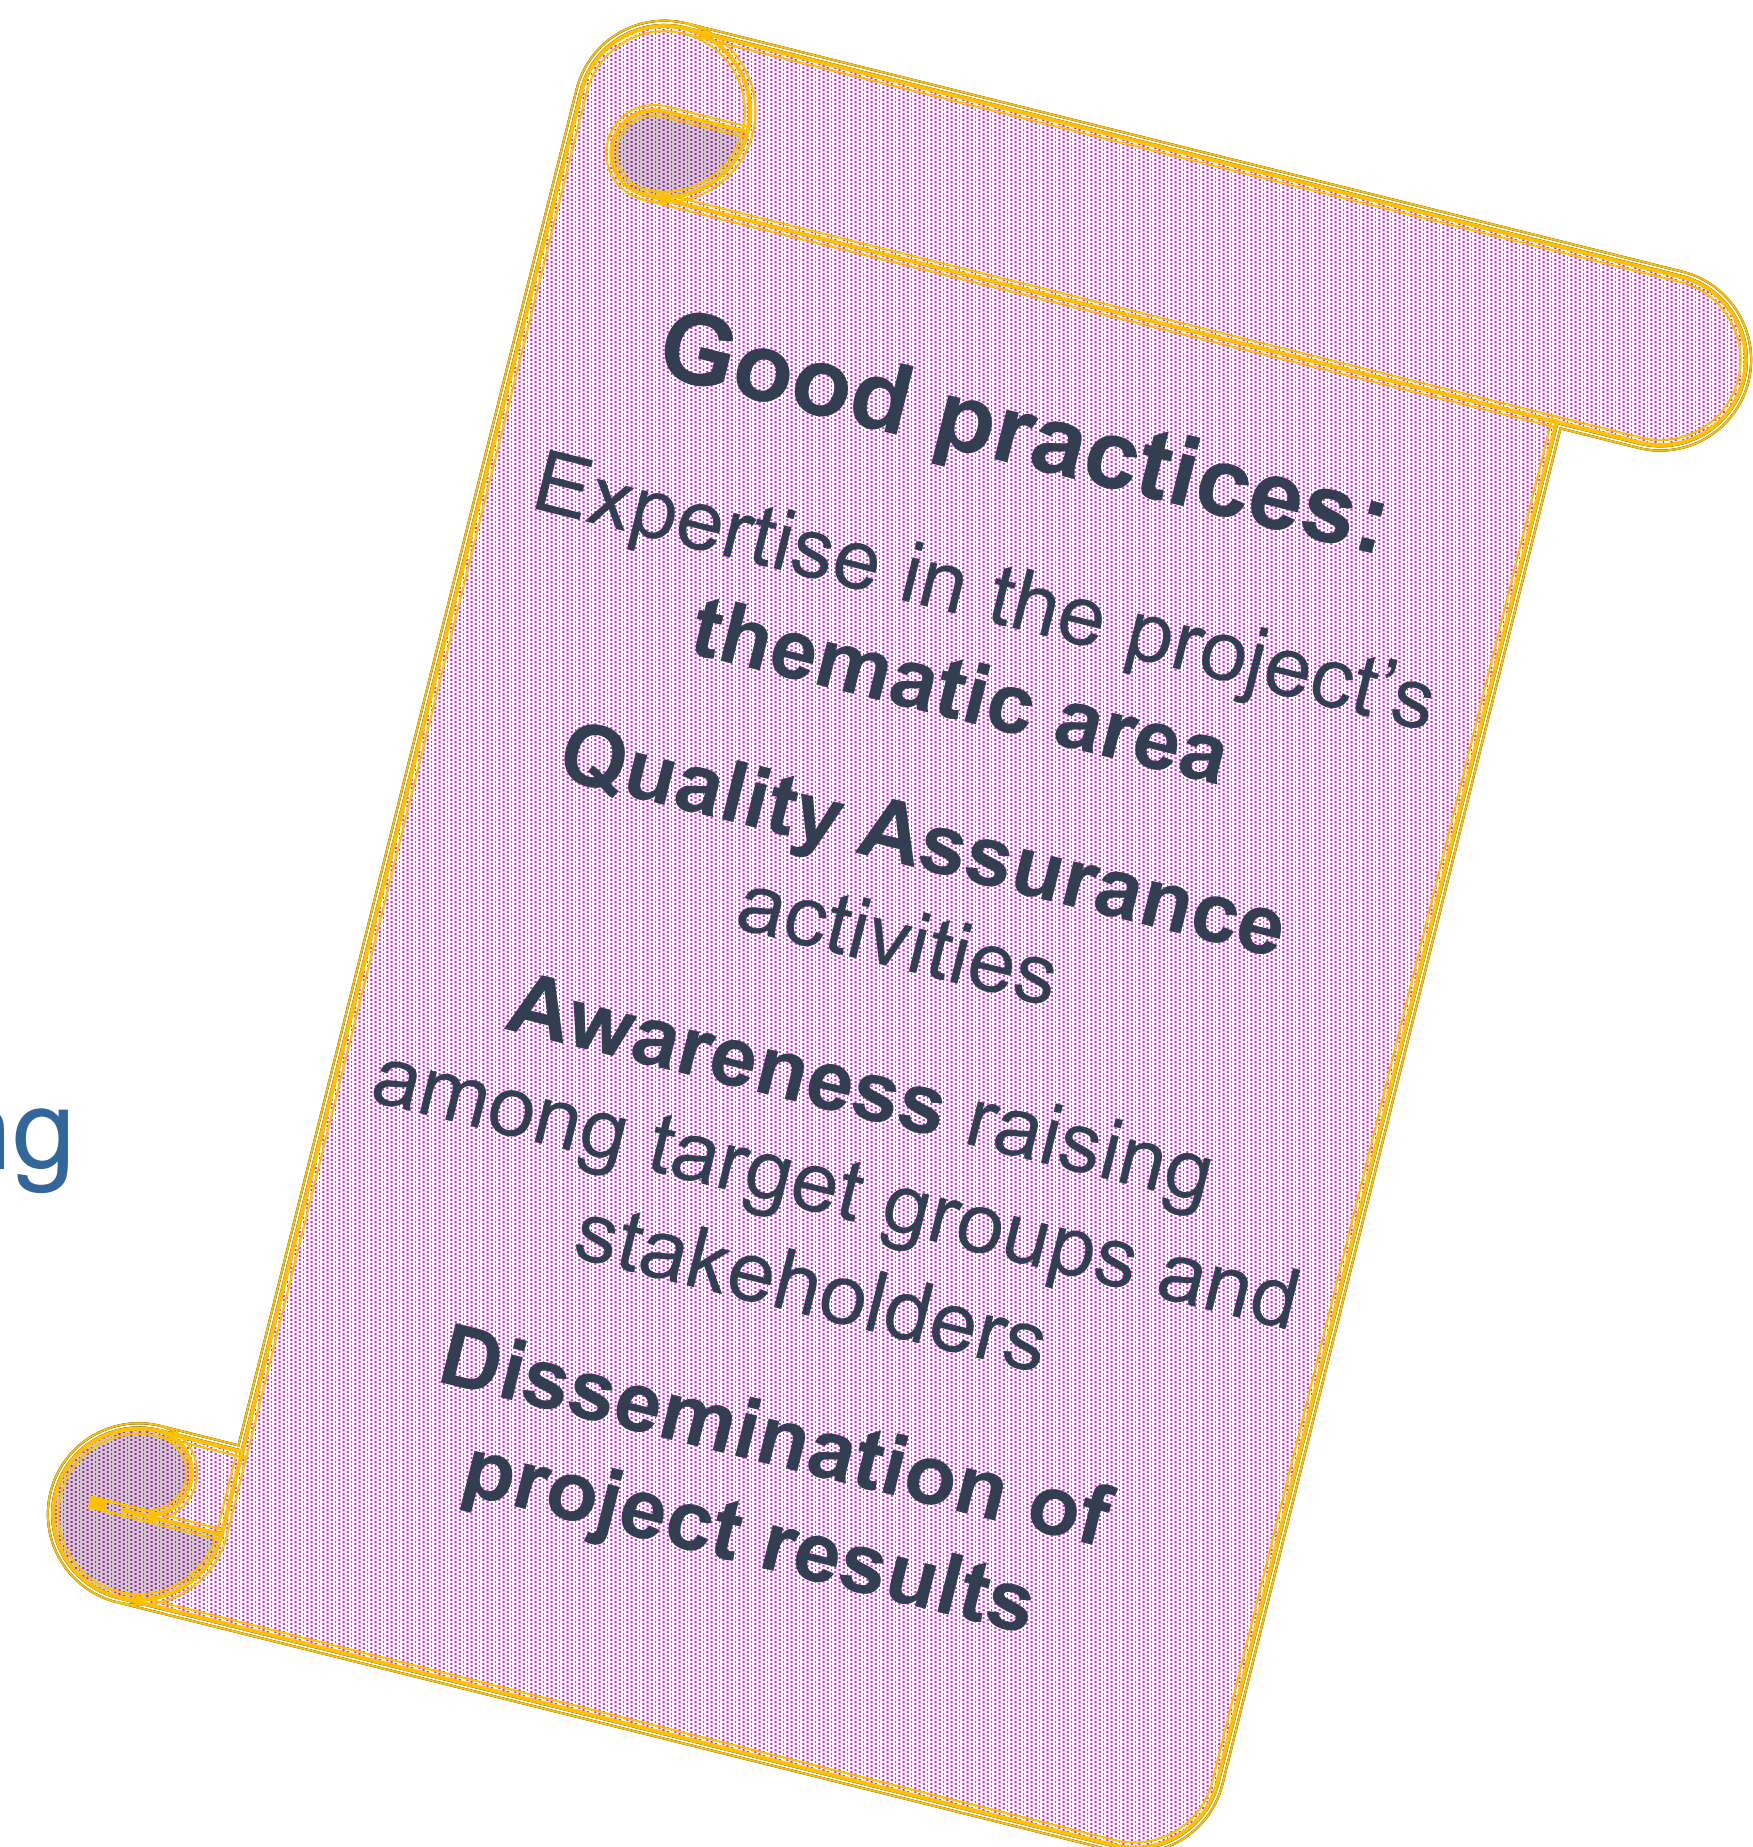 Good practices:
Expertise in the project’s
thematic area
Quality Assurance
activities
Awareness raising
among target groups and
stakeholders
Dissemination of
project results